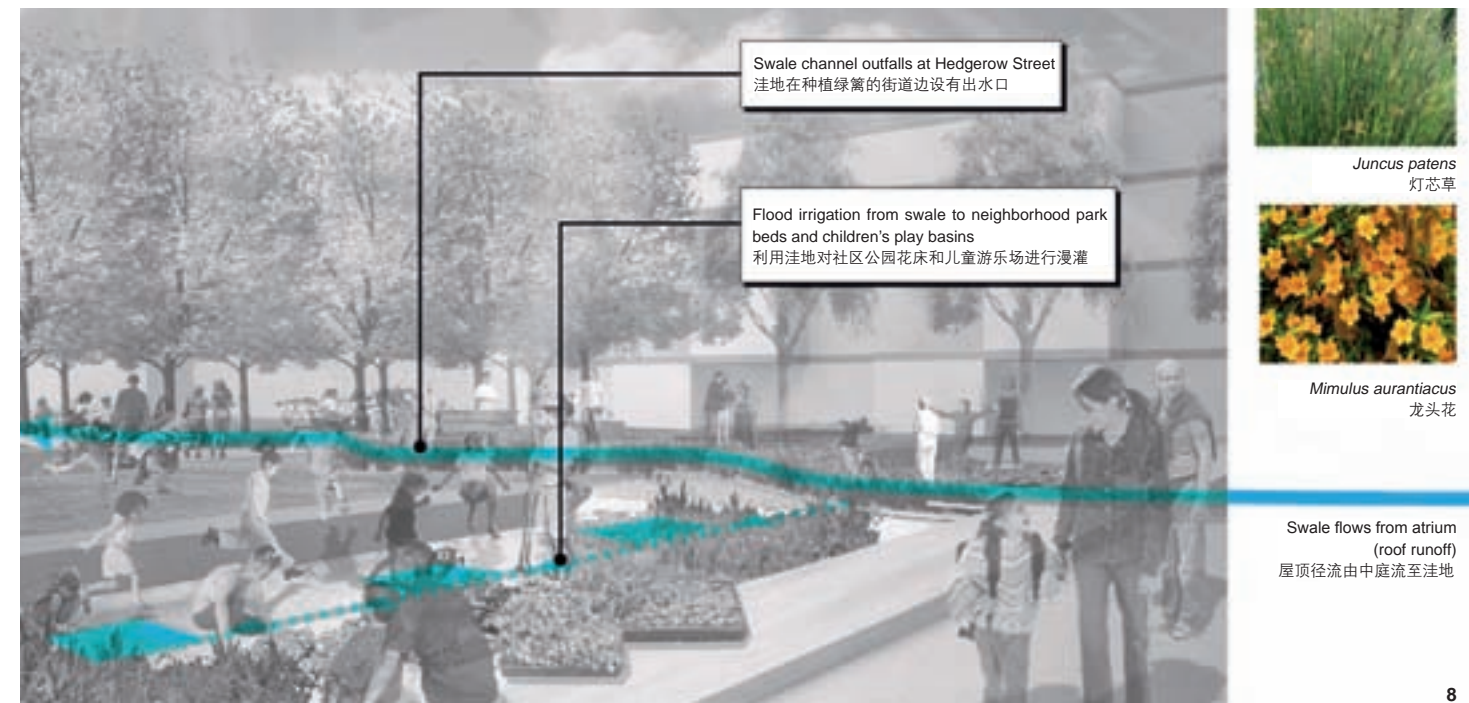 Swale channel outfalls at Hedgerow Street
洼地在种植绿篱的街道边设有出水口
Flood irrigation from swale to neighborhood park
beds and children's play basins
利用洼地对社区公园花床和儿童游乐场进行漫灌
Juncus patens
灯芯草
Mimulus aurantiacus
龙头花
Swale flows from atrium
(roof runoff)
屋顶径流由中庭流至洼地
8